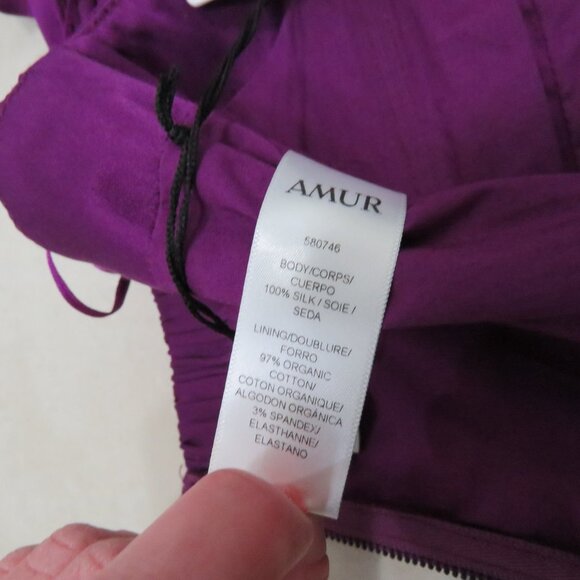 AMUR
580746
BODY/CORPS/
CUERPO
100% SILK / SOIE /
SEDA
LINING/DOUBLURE/
FORRO
97% ORGANIC
COTTON/
COTON ORGANIQUE/
ALGODON ORGÁNICA
3% SPANDEX/
ELASTHANNE/
ELASTANO